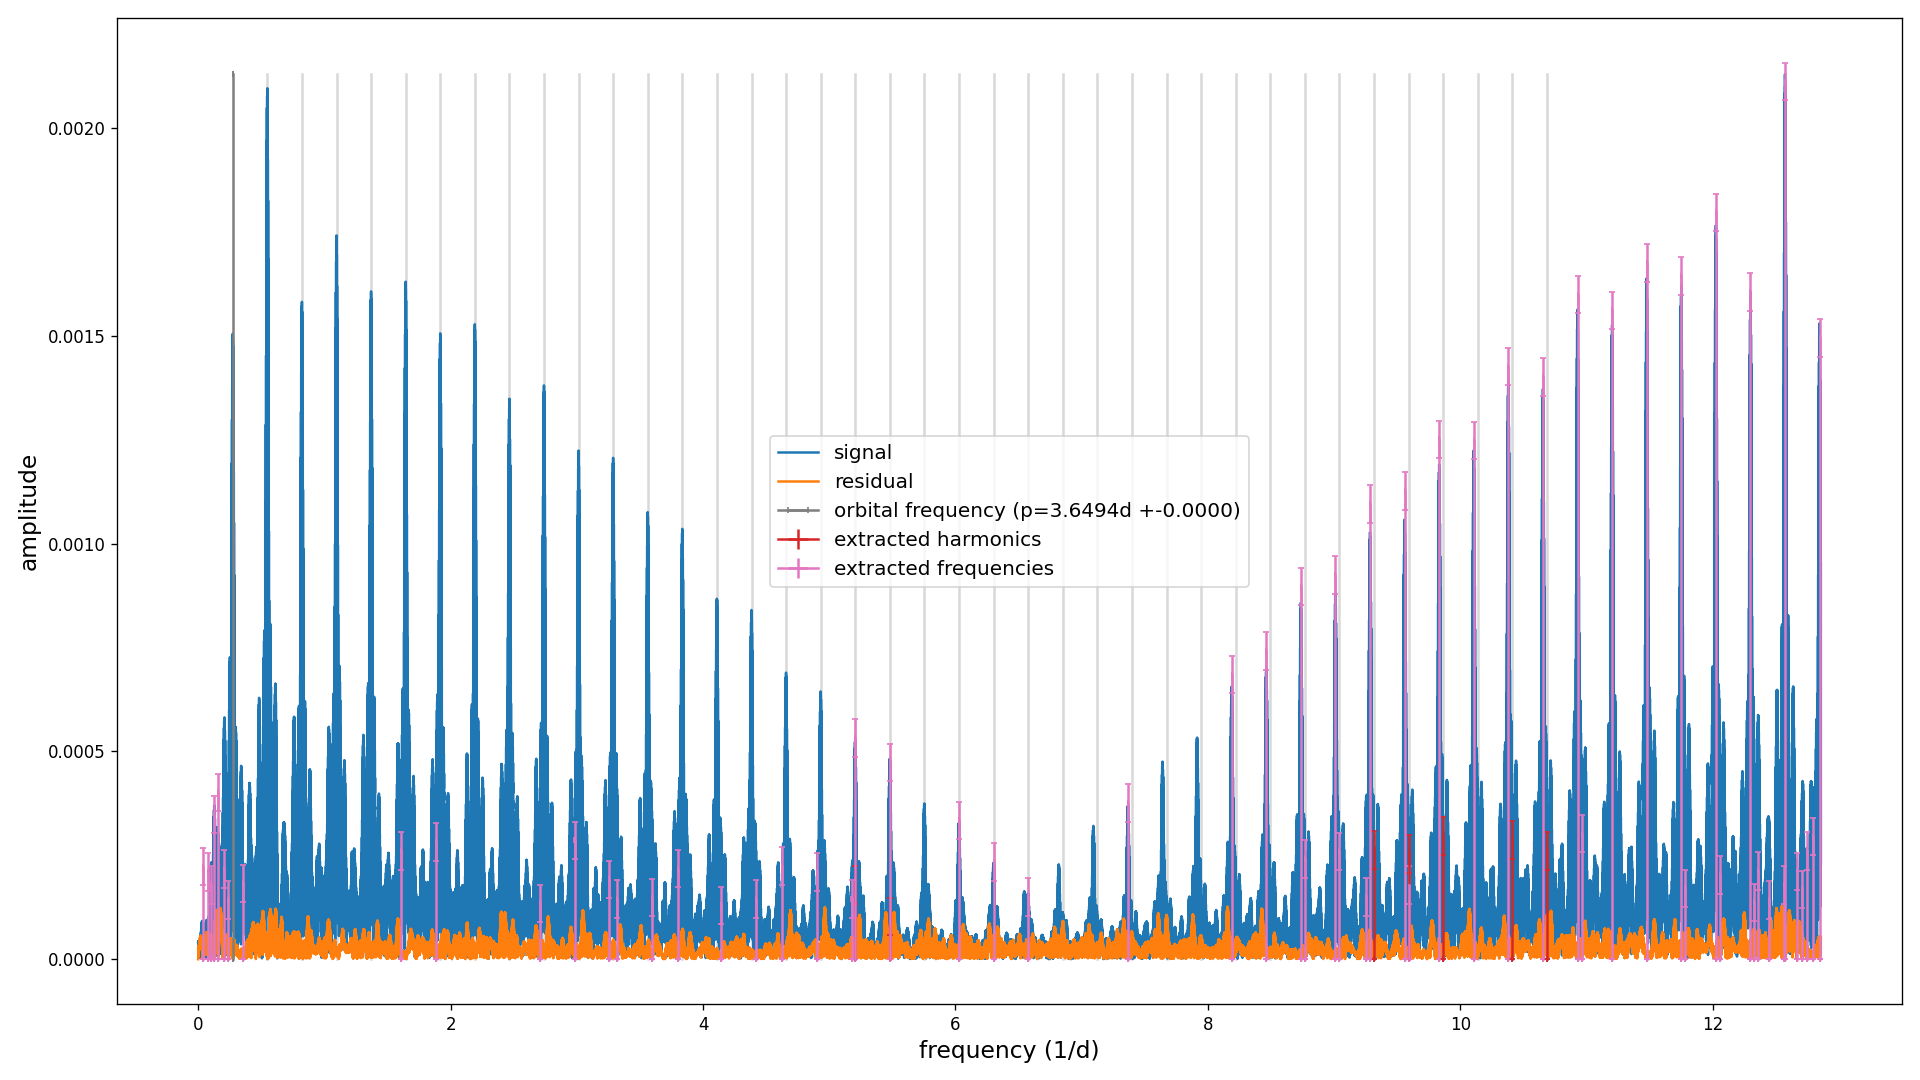 0.0020
0.0015
0.0010
0.0005
0.0000
amplitude
signal
residual
orbital frequency (p=3.6494d +-0.0000)
extracted harmonics
extracted frequencies
0 2 4 6 8 10 12
frequency (1/d)